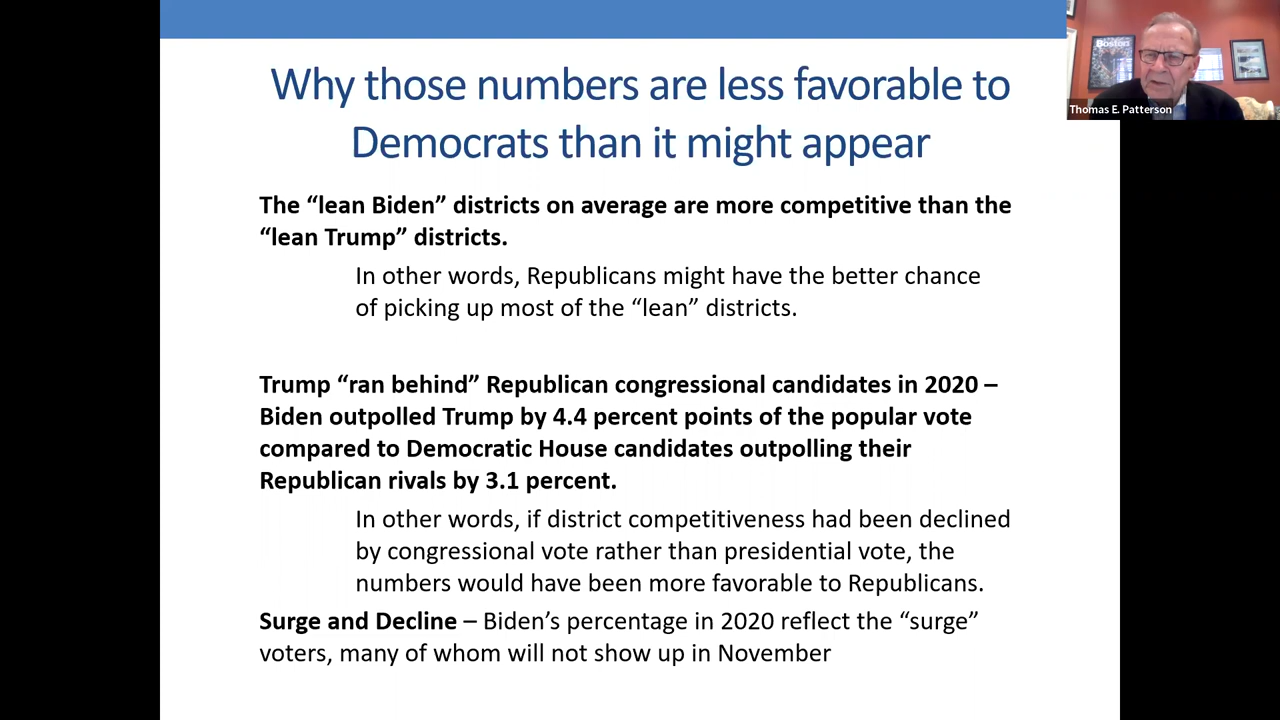 Why those numbers are less favorable to
Democrats than it might appear
The “lean Biden” districts on average are more competitive than the
“lean Trump” districts.
In other words, Republicans might have the better chance
of picking up most of the “lean” districts.
Trump “ran behind” Republican congressional candidates in 2020 –
Biden outpolled Trump by 4.4 percent points of the popular vote
compared to Democratic House candidates outpolling their
Republican rivals by 3.1 percent.
In other words, if district competitiveness had been declined
by congressional vote rather than presidential vote, the
numbers would have been more favorable to Republicans.
Surge and Decline – Biden’s percentage in 2020 reflect the “surge”
voters, many of whom will not show up in November
Boston
Thomas E. Patterson